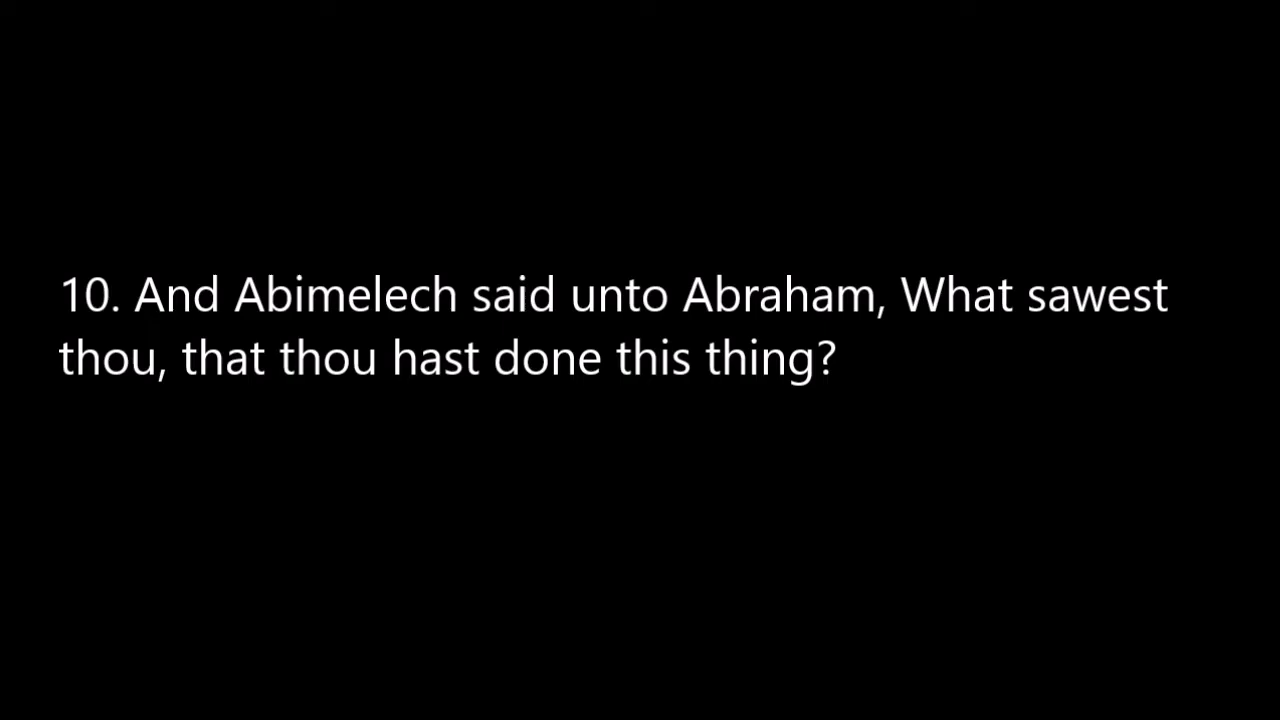 10. And Abimelech said unto Abraham, What sawest
thou, that thou hast done this thing?